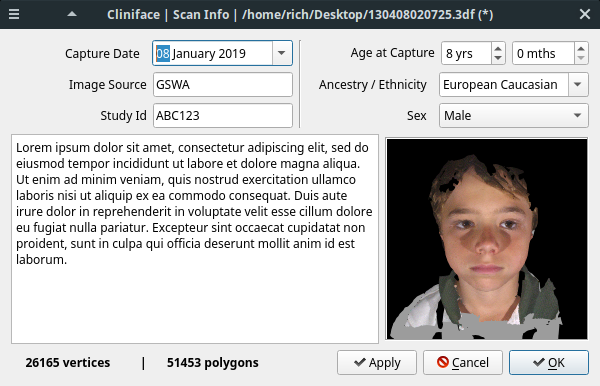 Cliniface | Scan Info | /home/rich/Desktop/130408020725.3df (*)
Capture Date 08 January 2019 Age at Capture 8 yrs 0 mths
Image Source GSWA Ancestry / Ethnicity European Caucasian
Study Id ABC123 Sex Male
Lorem ipsum dolor sit amet, consectetur adipiscing elit, sed do
eiusmod tempor incididunt ut labore et dolore magna aliqua.
Ut enim ad minim veniam, quis nostrud exercitation ullamco
laboris nisi ut aliquip ex ea commodo consequat. Duis aute
irure dolor in reprehenderit in voluptate velit esse cillum dolore
eu fugiat nulla pariatur. Excepteur sint occaecat cupidatat non
proident, sunt in culpa qui officia deserunt mollit anim id est
laborum.
26165 vertices | 51453 polygons Apply Cancel OK